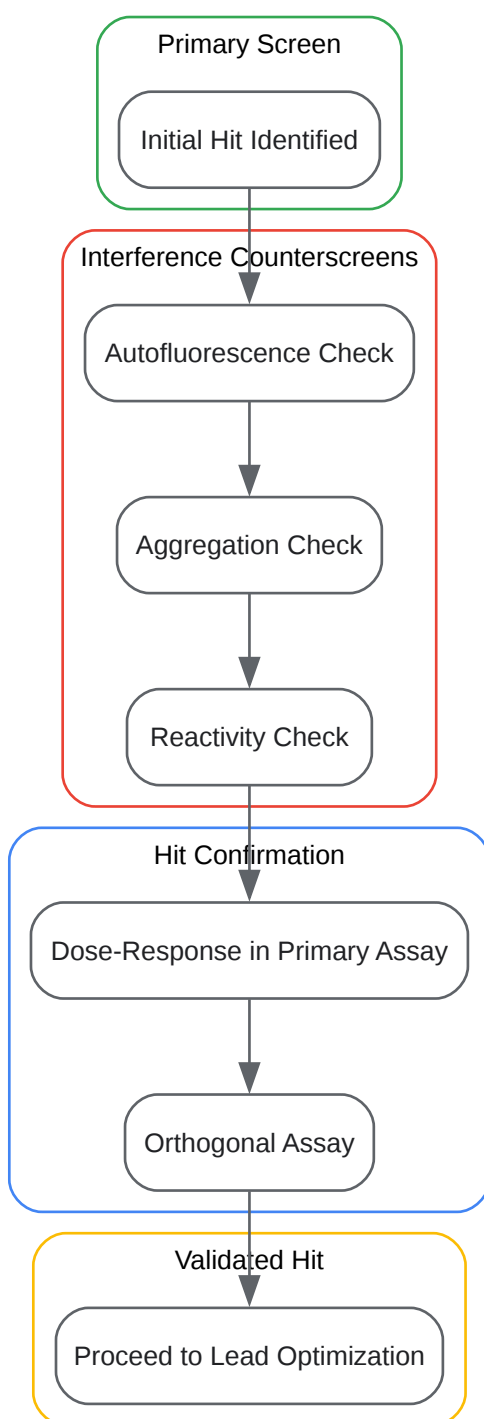 Primary Screen
Initial Hit Identified
Interference Counterscreens
Autofluorescence Check
Aggregation Check
Reactivity Check
Hit Confirmation
Dose-Response in Primary Assay
Orthogonal Assay
Validated Hit
Proceed to Lead Optimization